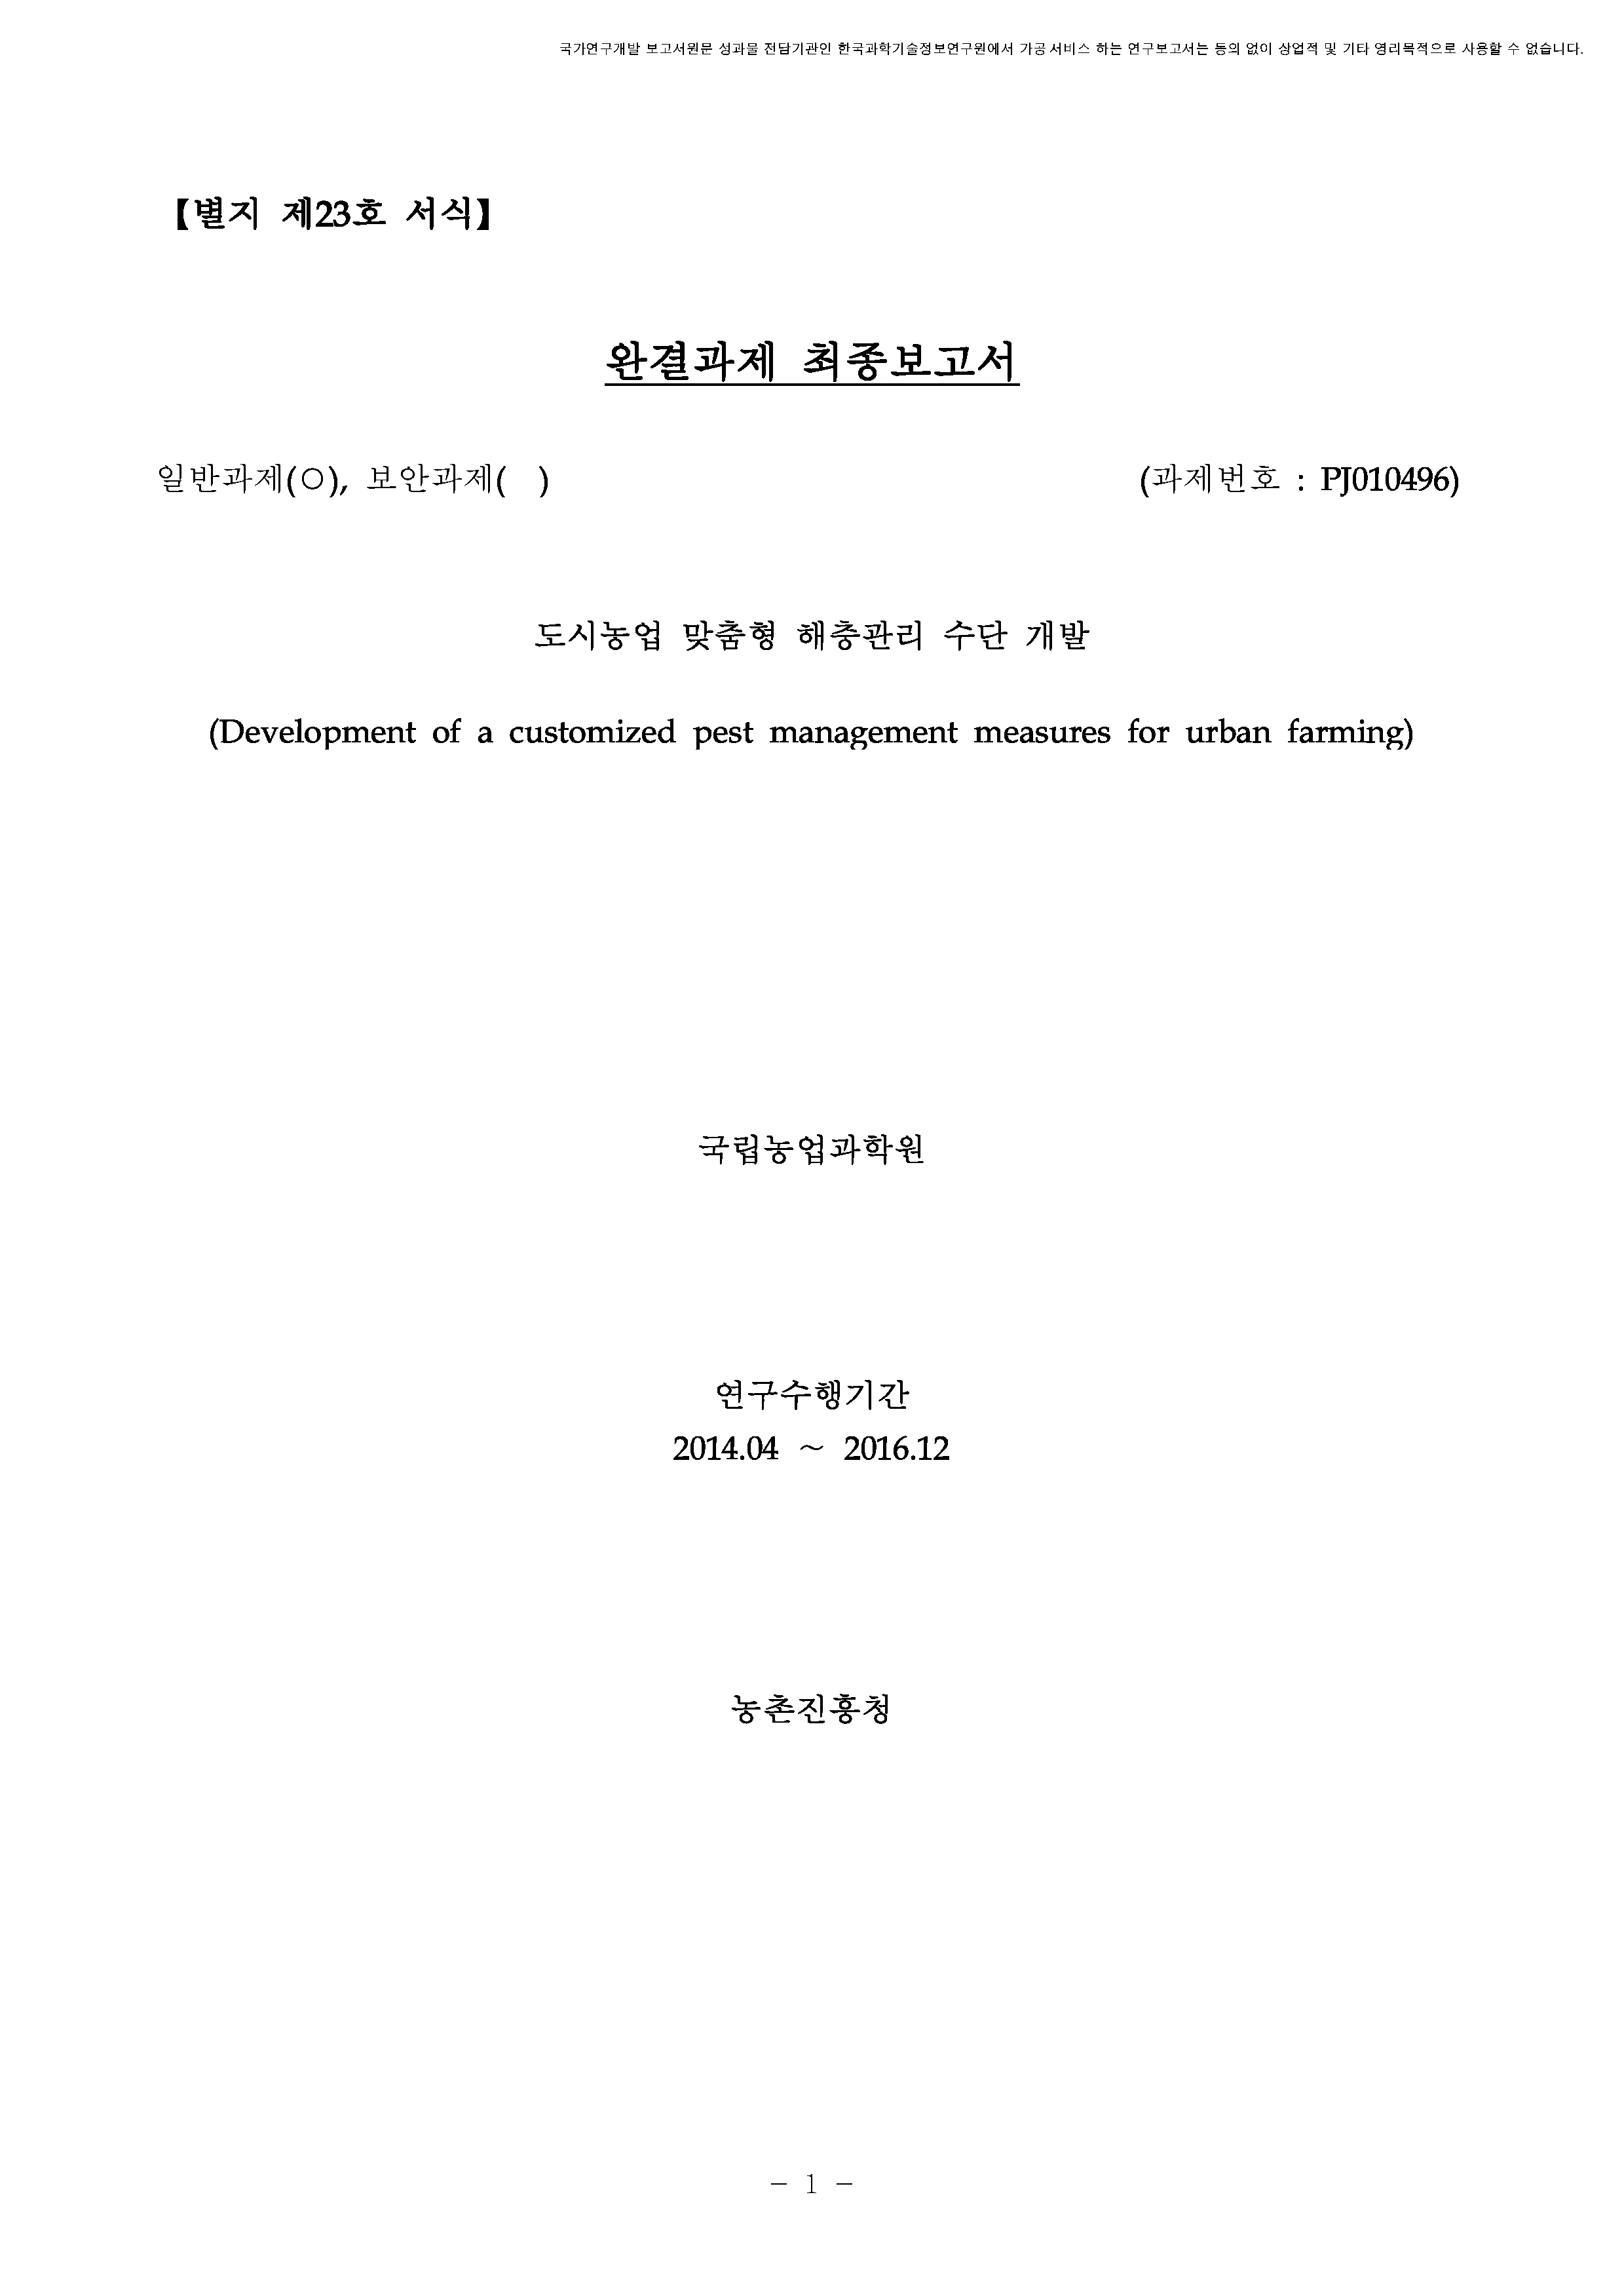 국가연구개발 보고서원문 성과물 전담기관인 한국과학기술정보연구원에서 가공·서비스 하는 연구보고서는 동의 없이 상업적 및 기타 영리목적으로 사용할 수 없습니다.
【별지 제23호 서식】
완결과제 최종보고서
일반과제(○), 보안과제( ) (과제번호 : PJ010496)
도시농업 맞춤형 해충관리 수단 개발
(Development of a customized pest management measures for urban farming)
국립농업과학원
연구수행기간
2014.04 ~ 2016.12
농촌진흥청
- 1 -